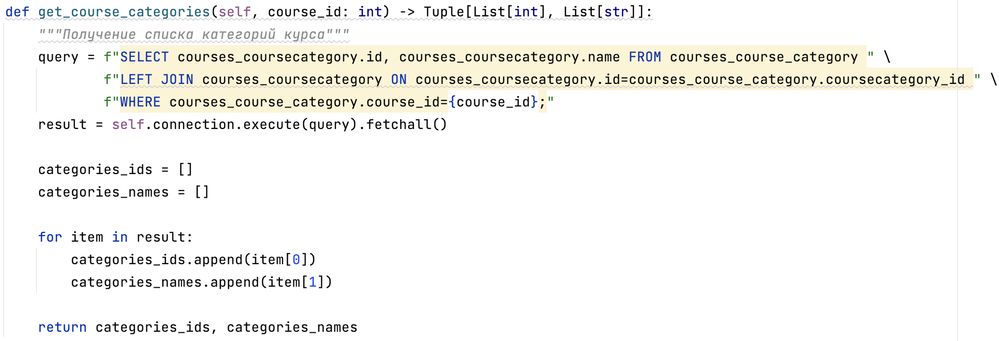 def get_course_categories(self, course_id: int) -> Tuple[List[int], List[str]]:
"""Получение списка категорий курса"""
query = f"SELECT courses_coursecategory.id, courses_coursecategory.name FROM courses_course_category " \
f"LEFT JOIN courses_coursecategory ON courses_coursecategory.id=courses_course_category.coursecategory_id " \
f"WHERE courses_course_category.course_id={course_id};"
result = self.connection.execute(query).fetchall()
categories_ids = []
categories_names = []
for item in result:
categories_ids.append(item[0])
categories_names.append(item[1])
return categories_ids, categories_names